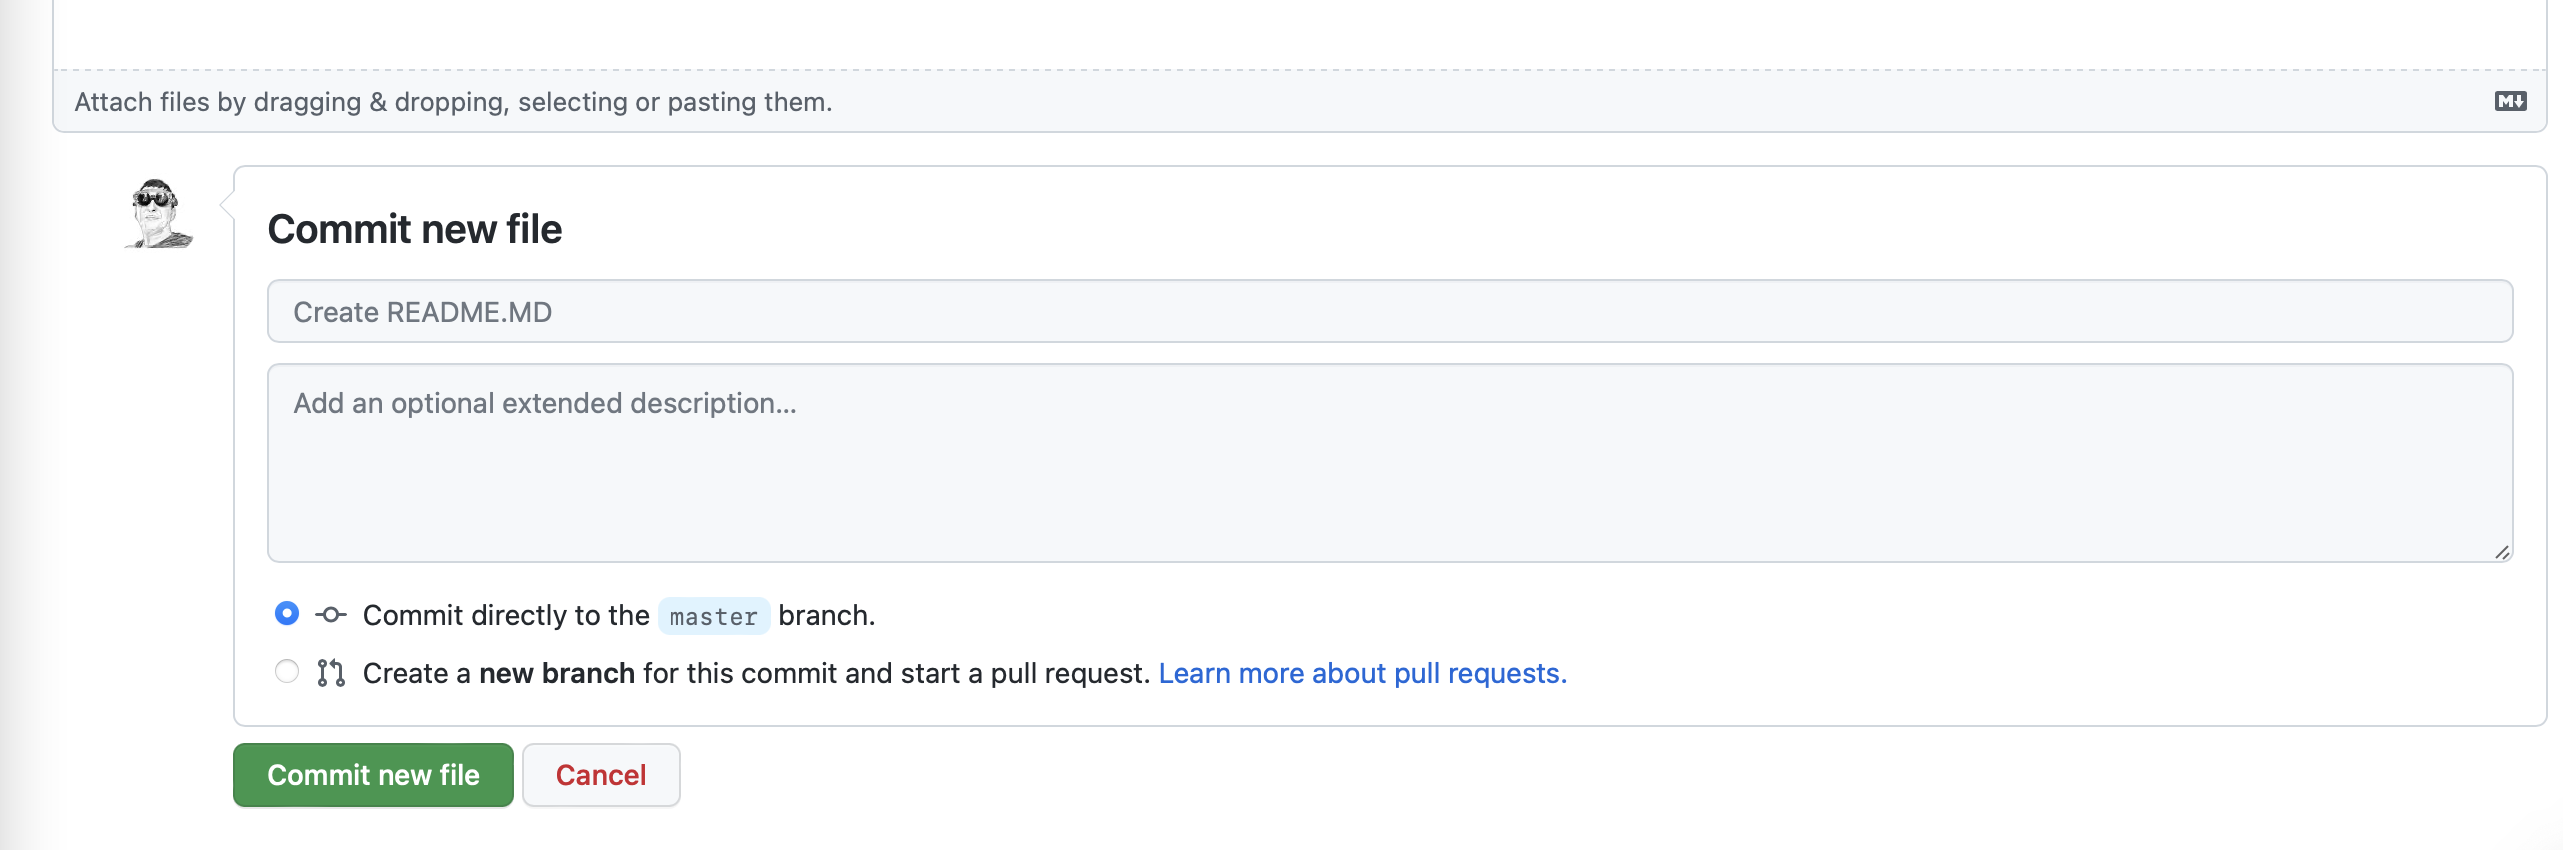 Attach files by dragging & dropping, selecting or pasting them.
M
Commit new file
Create README.MD
Add an optional extended description...
Commit directly to the master branch.
Create a new branch for this commit and start a pull request. Learn more about pull requests.
Commit new file
Cancel